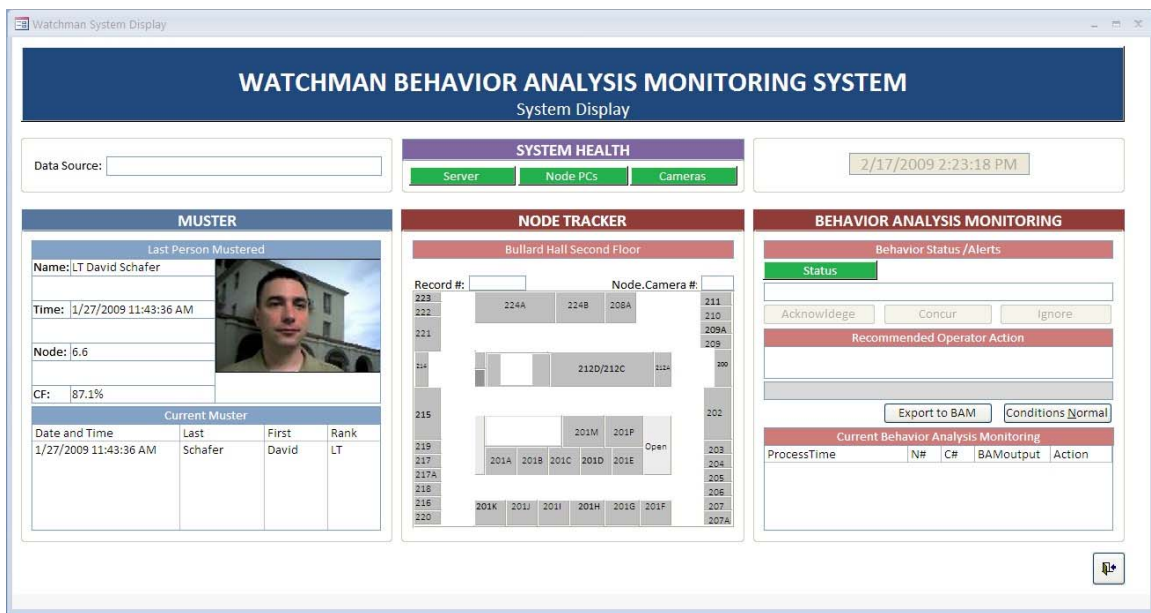 Watchman System Display
WATCHMAN BEHAVIOR ANALYSIS MONITORING SYSTEM
System Display
Data Source:
SYSTEM HEALTH
Server Node PCs Cameras
2/17/2009 2:23:18 PM
MUSTER
Last Person Mustered
Name: LT David Schafer
Time: 1/27/2009 11:43:36 AM
Node: 6.6
CF: 87.1%
Current Muster
Date and Time Last First Rank
1/27/2009 11:43:36 AM Schafer David LT
NODE TRACKER
Bullard Hall Second Floor
Record #: Node.Camera #:
223 224A 224B 208A 211
222 210
221 209A
209
214 212D/212C 212A 200
215 202
201M 201P
219 Open 203
217 201A 201B 201C 201D 201E 204
217A 205
218 206
216 201K 201J 201I 201H 201G 201F 207
220 207A
BEHAVIOR ANALYSIS MONITORING
Behavior Status /Alerts
Status
Acknowldege Concur Ignore
Recommended Operator Action
Export to BAM Conditions Normal
Current Behavior Analysis Monitoring
ProcessTime N# C# BAMoutput Action